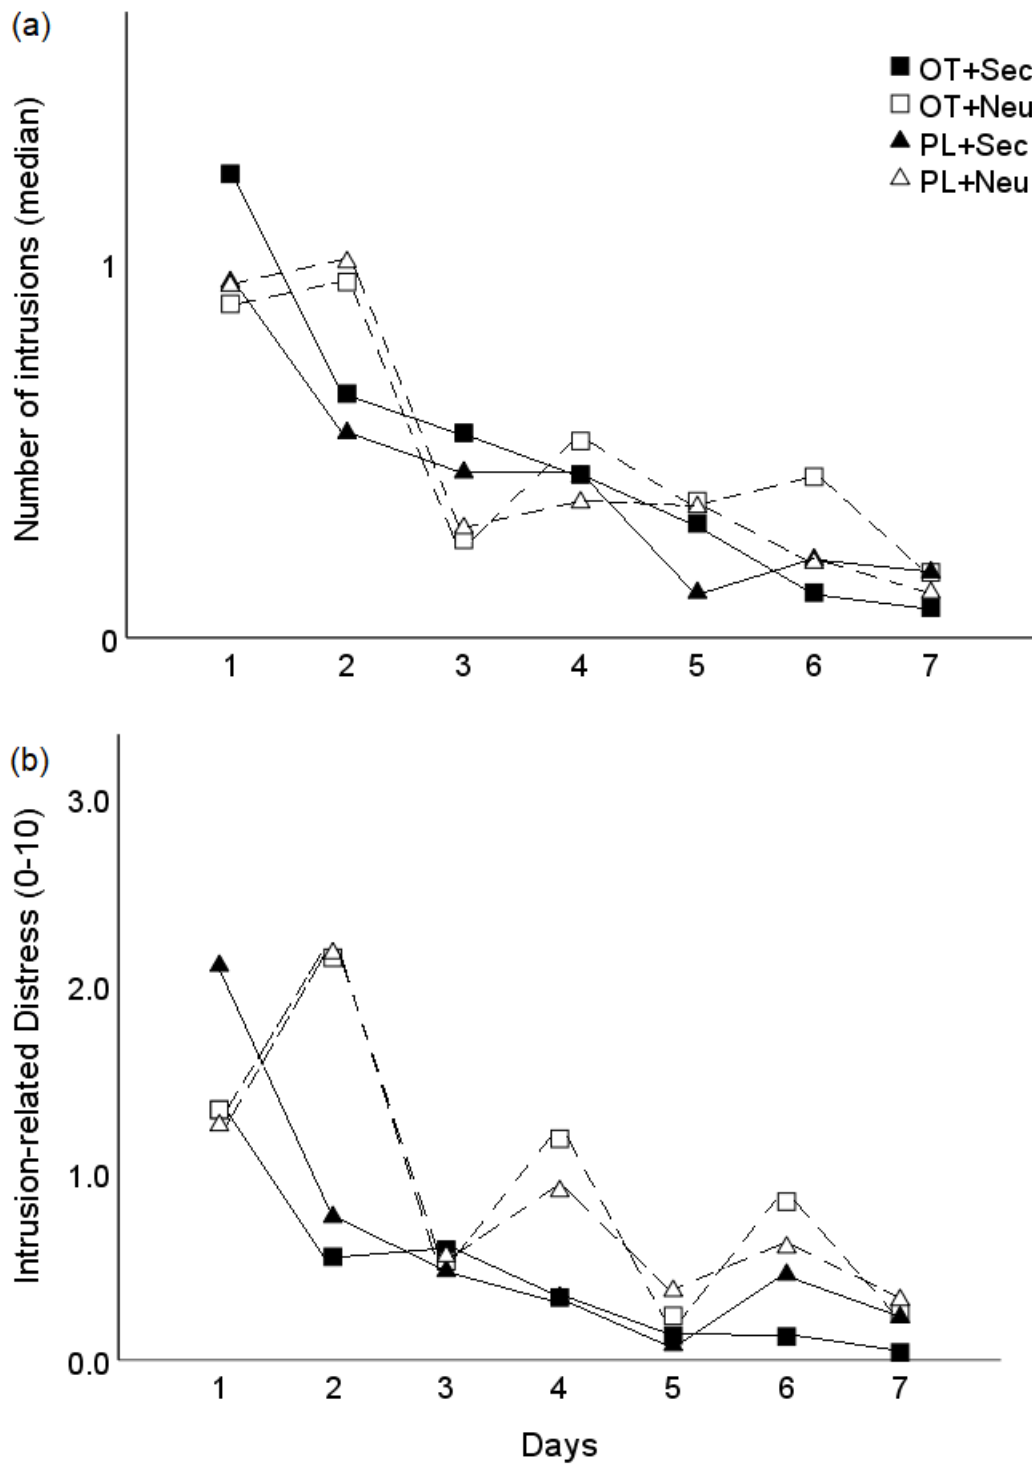 (a)
Number of intrusions (median)
OT+Sec
OT+Neu
PL+Sec
PL+Neu
1
0
1 2 3 4 5 6 7
(b)
Intrusion-related Distress (0-10)
3.0
2.0
1.0
0.0
1 2 3 4 5 6 7
Days